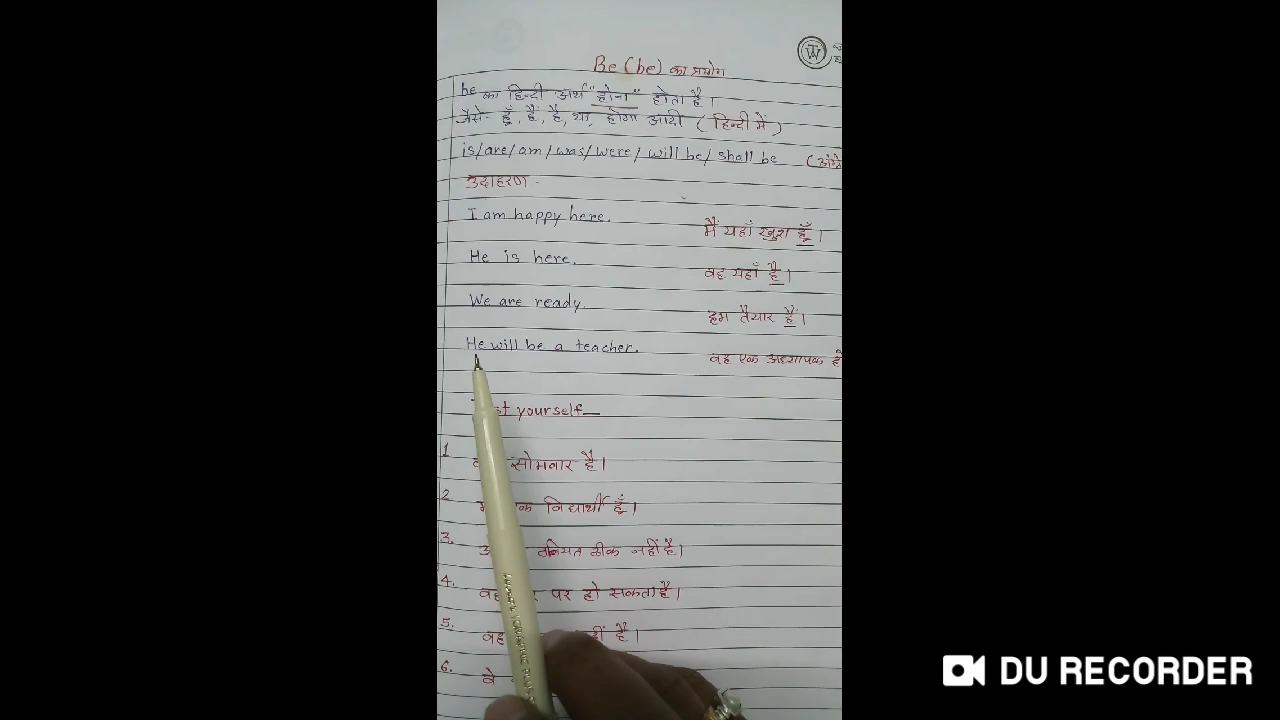 Be (be) का प्रयोग
be का हिन्दी अर्थ "होना" होता है।
जैसे- हूँ, हैं, है, था, होगा आदी (हिन्दी में)
is/are/am/was/were/will be/shall be
उदाहरण -
I am happy here. मैं यहाँ खुश हूँ।
He is here. वह यहाँ है।
We are ready. हम तैयार हैं।
He will be a teacher. वह एक अध्यापक
yourself
1 सोमवार है।
2 विद्यार्थी हूँ।
3. ठीक नहीं है।
4. वह पर हो सकता है।
5. वह है।
6. वे
DU RECORDER